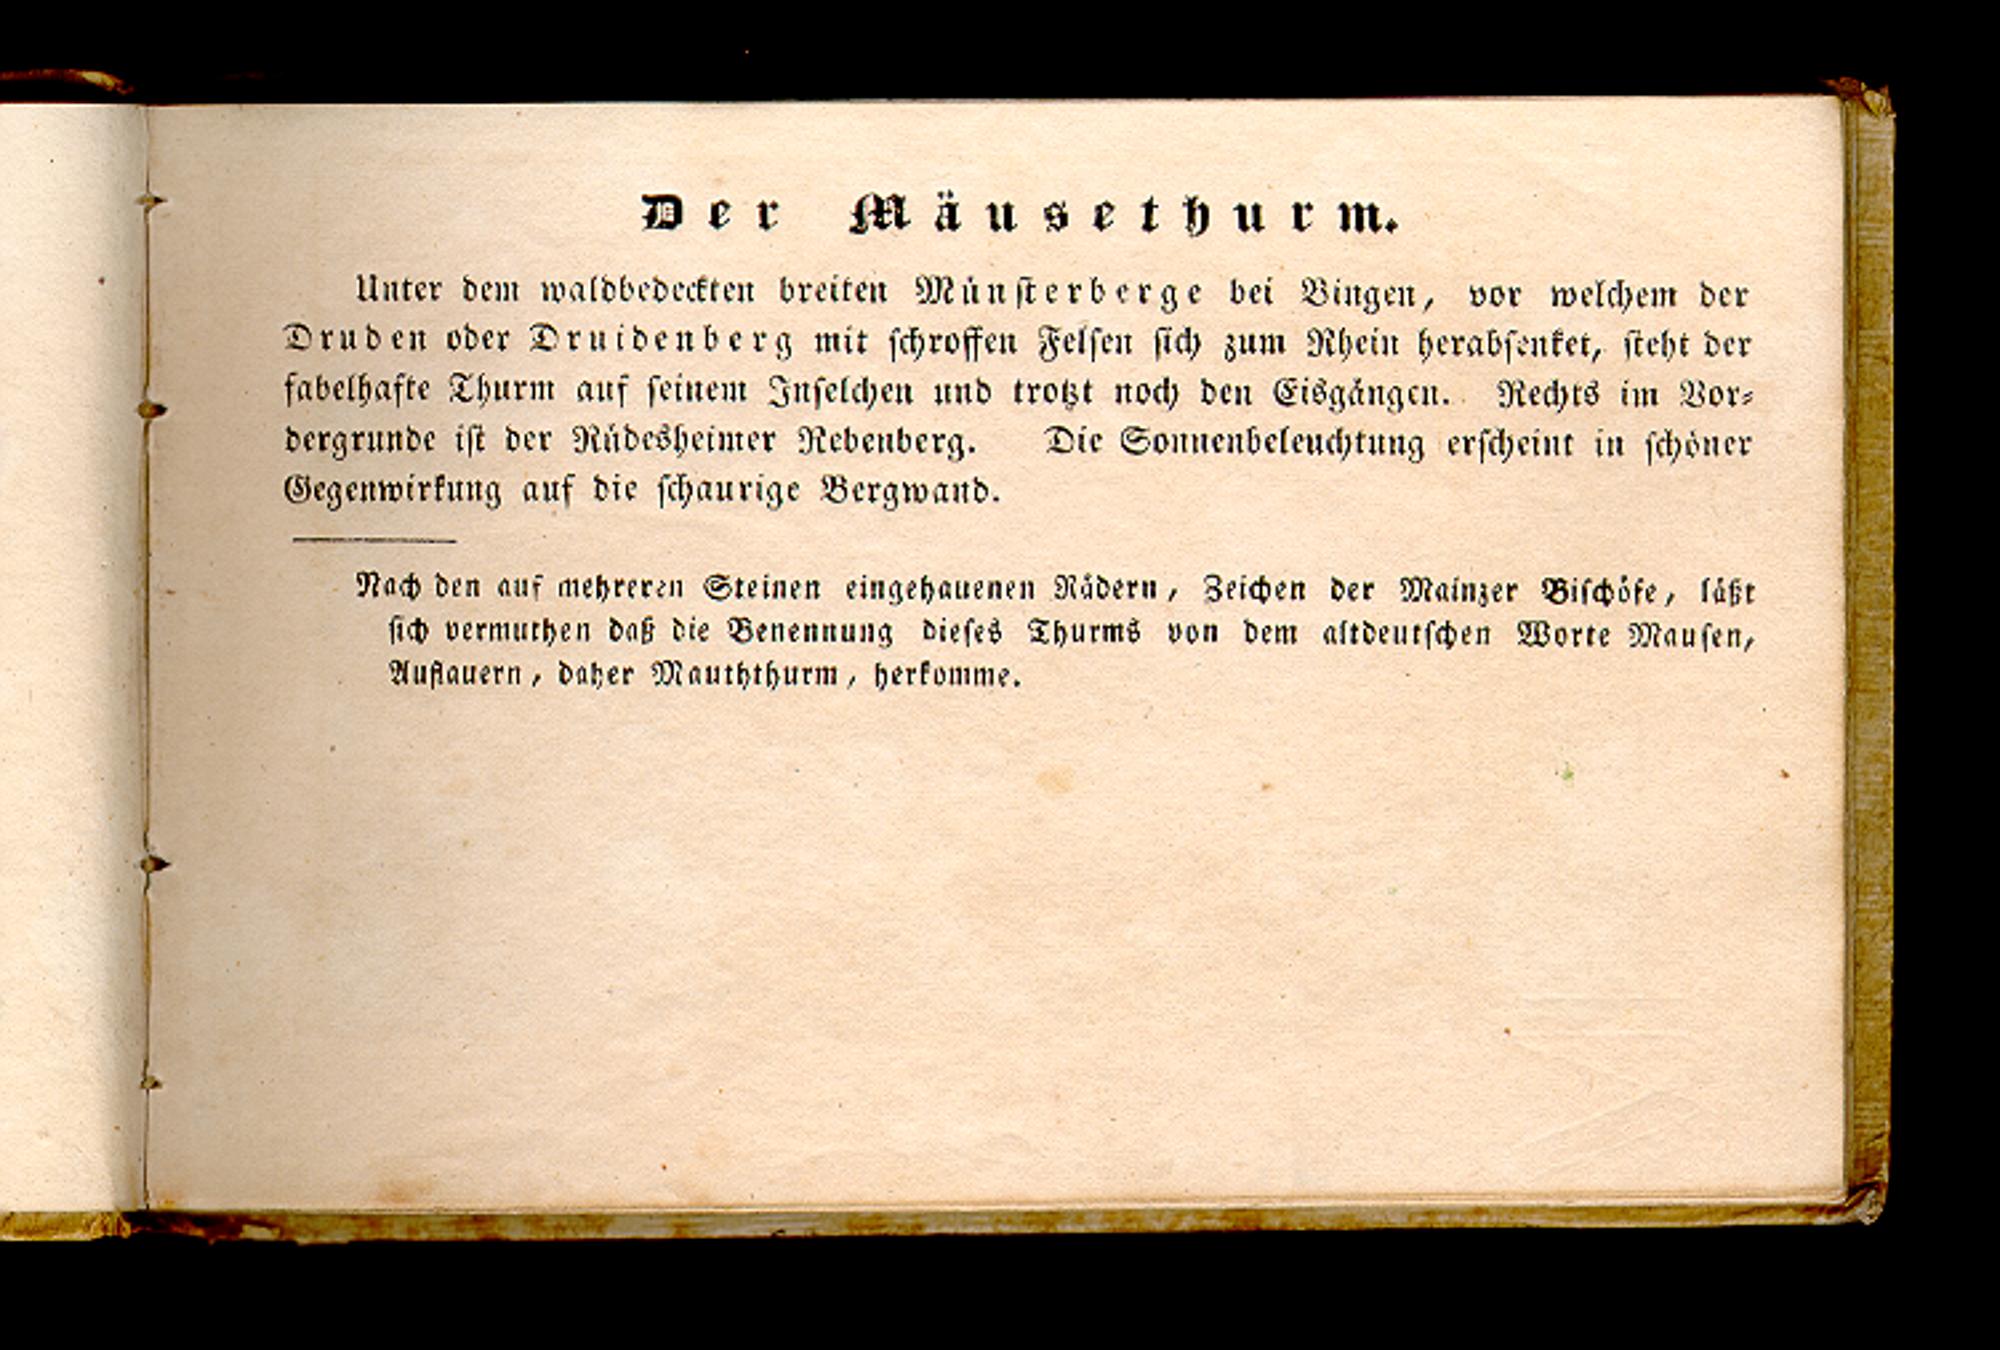 Der Mäusethurm.
Unter dem waldbedeckten breiten Münſterberge bei Bingen, vor welchem der
Druden oder Druidenberg mit ſchroffen Felſen ſich zum Rhein herabſenket, ſteht der
fabelhafte Thurm auf ſeinem Inſelchen und trotzt noch den Eisgängen. Rechts im Vor⸗
dergrunde iſt der Rüdesheimer Rebenberg. Die Sonnenbeleuchtung erſcheint in ſchöner
Gegenwirkung auf die ſchaurige Bergwand.
Nach den auf mehreren Steinen eingehauenen Rädern, Zeichen der Mainzer Biſchöfe, läßt
ſich vermuthen daß die Benennung dieſes Thurms von dem altdeutſchen Worte Mauſen,
Auflauern, daher Mauththurm, herkomme.